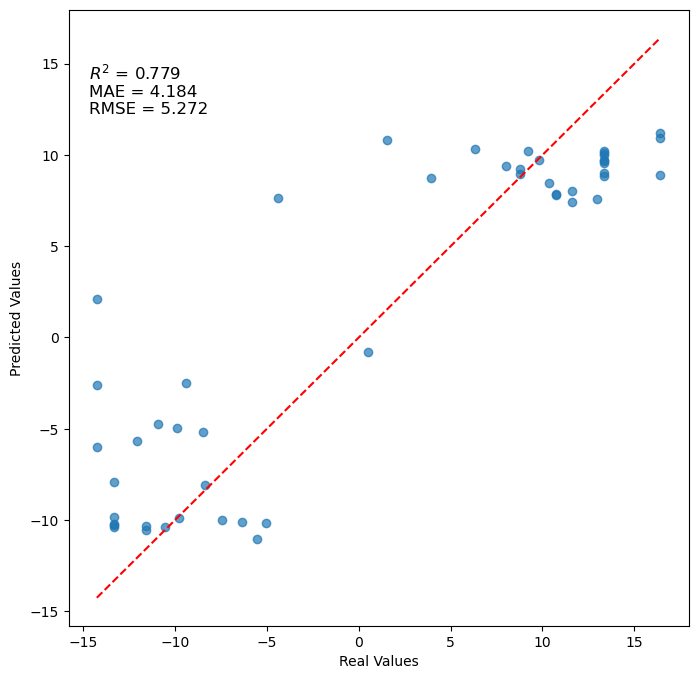 R² = 0.779
MAE = 4.184
RMSE = 5.272
15
10
5
0
−5
−10
−15
Predicted Values
−15 −10 −5 0 5 10 15
Real Values